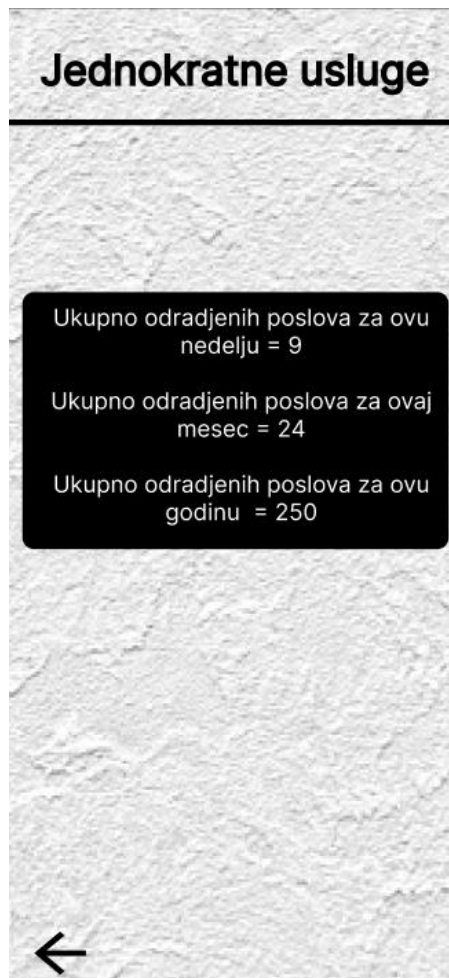 Jednokratne usluge
Ukupno odradjenih poslova za ovu
nedelju = 9
Ukupno odradjenih poslova za ovaj
mesec = 24
Ukupno odradjenih poslova za ovu
godinu  = 250